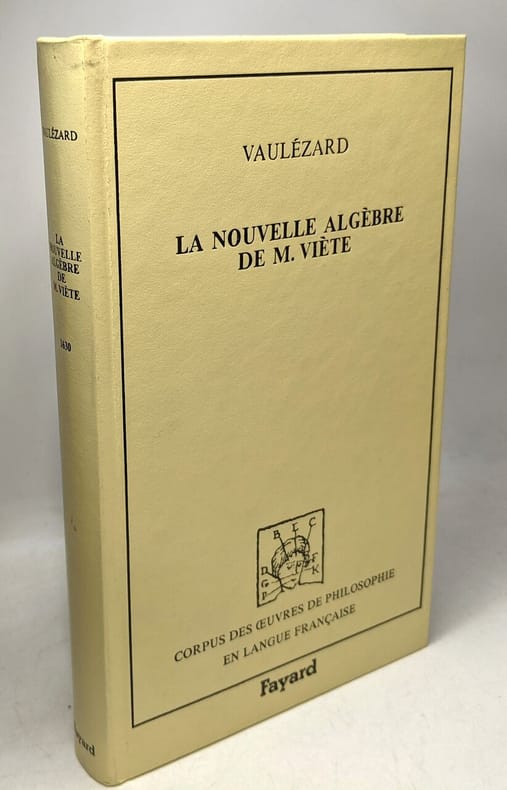 VAULÉZARD
LA NOUVELLE ALGÈBRE
DE M. VIÈTE
B E C
D F
G K
P
CORPUS DES ŒUVRES DE PHILOSOPHIE
EN LANGUE FRANÇAISE
Fayard
VAULÉZARD
LA
NOUVELLE
ALGÈBRE
DE
M. VIÈTE
1630
Fayard